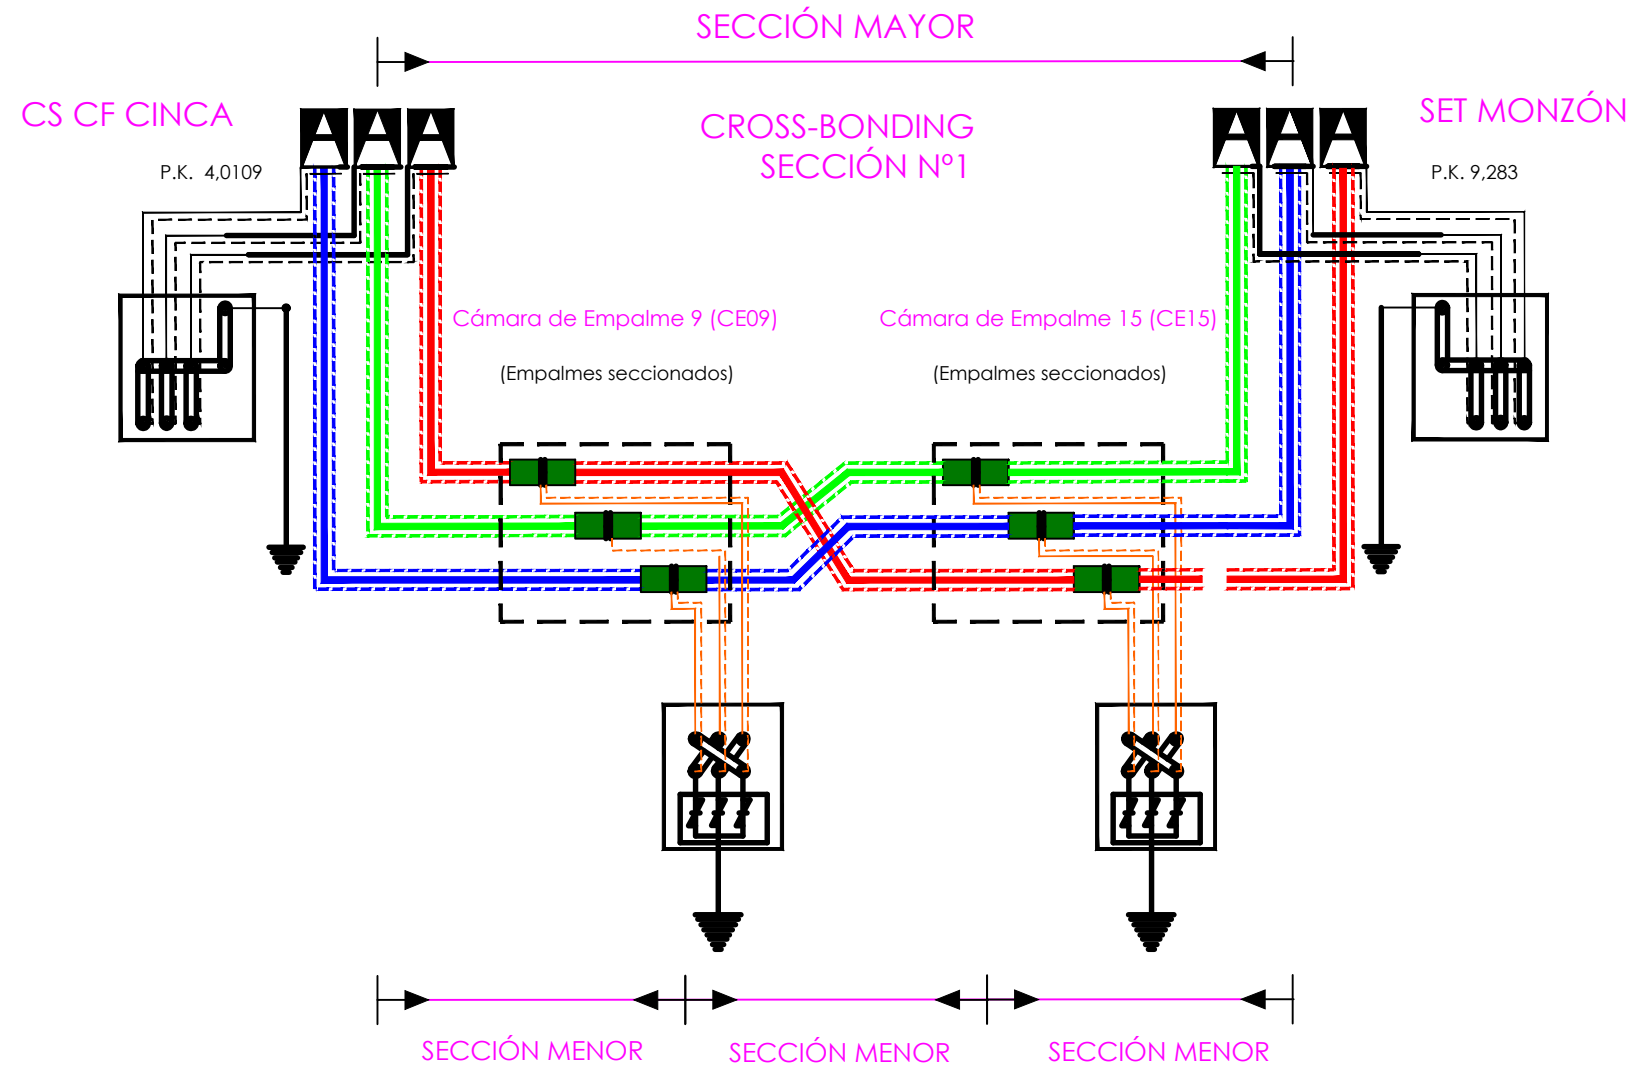 SECCIÓN MAYOR
CS CF CINCA
SET MONZÓN
CROSS-BONDING
SECCIÓN Nº1
P.K. 4,0109
P.K. 9,283
Cámara de Empalme 9 (CE09)
Cámara de Empalme 15 (CE15)
(Empalmes seccionados)
(Empalmes seccionados)
SECCIÓN MENOR
SECCIÓN MENOR
SECCIÓN MENOR